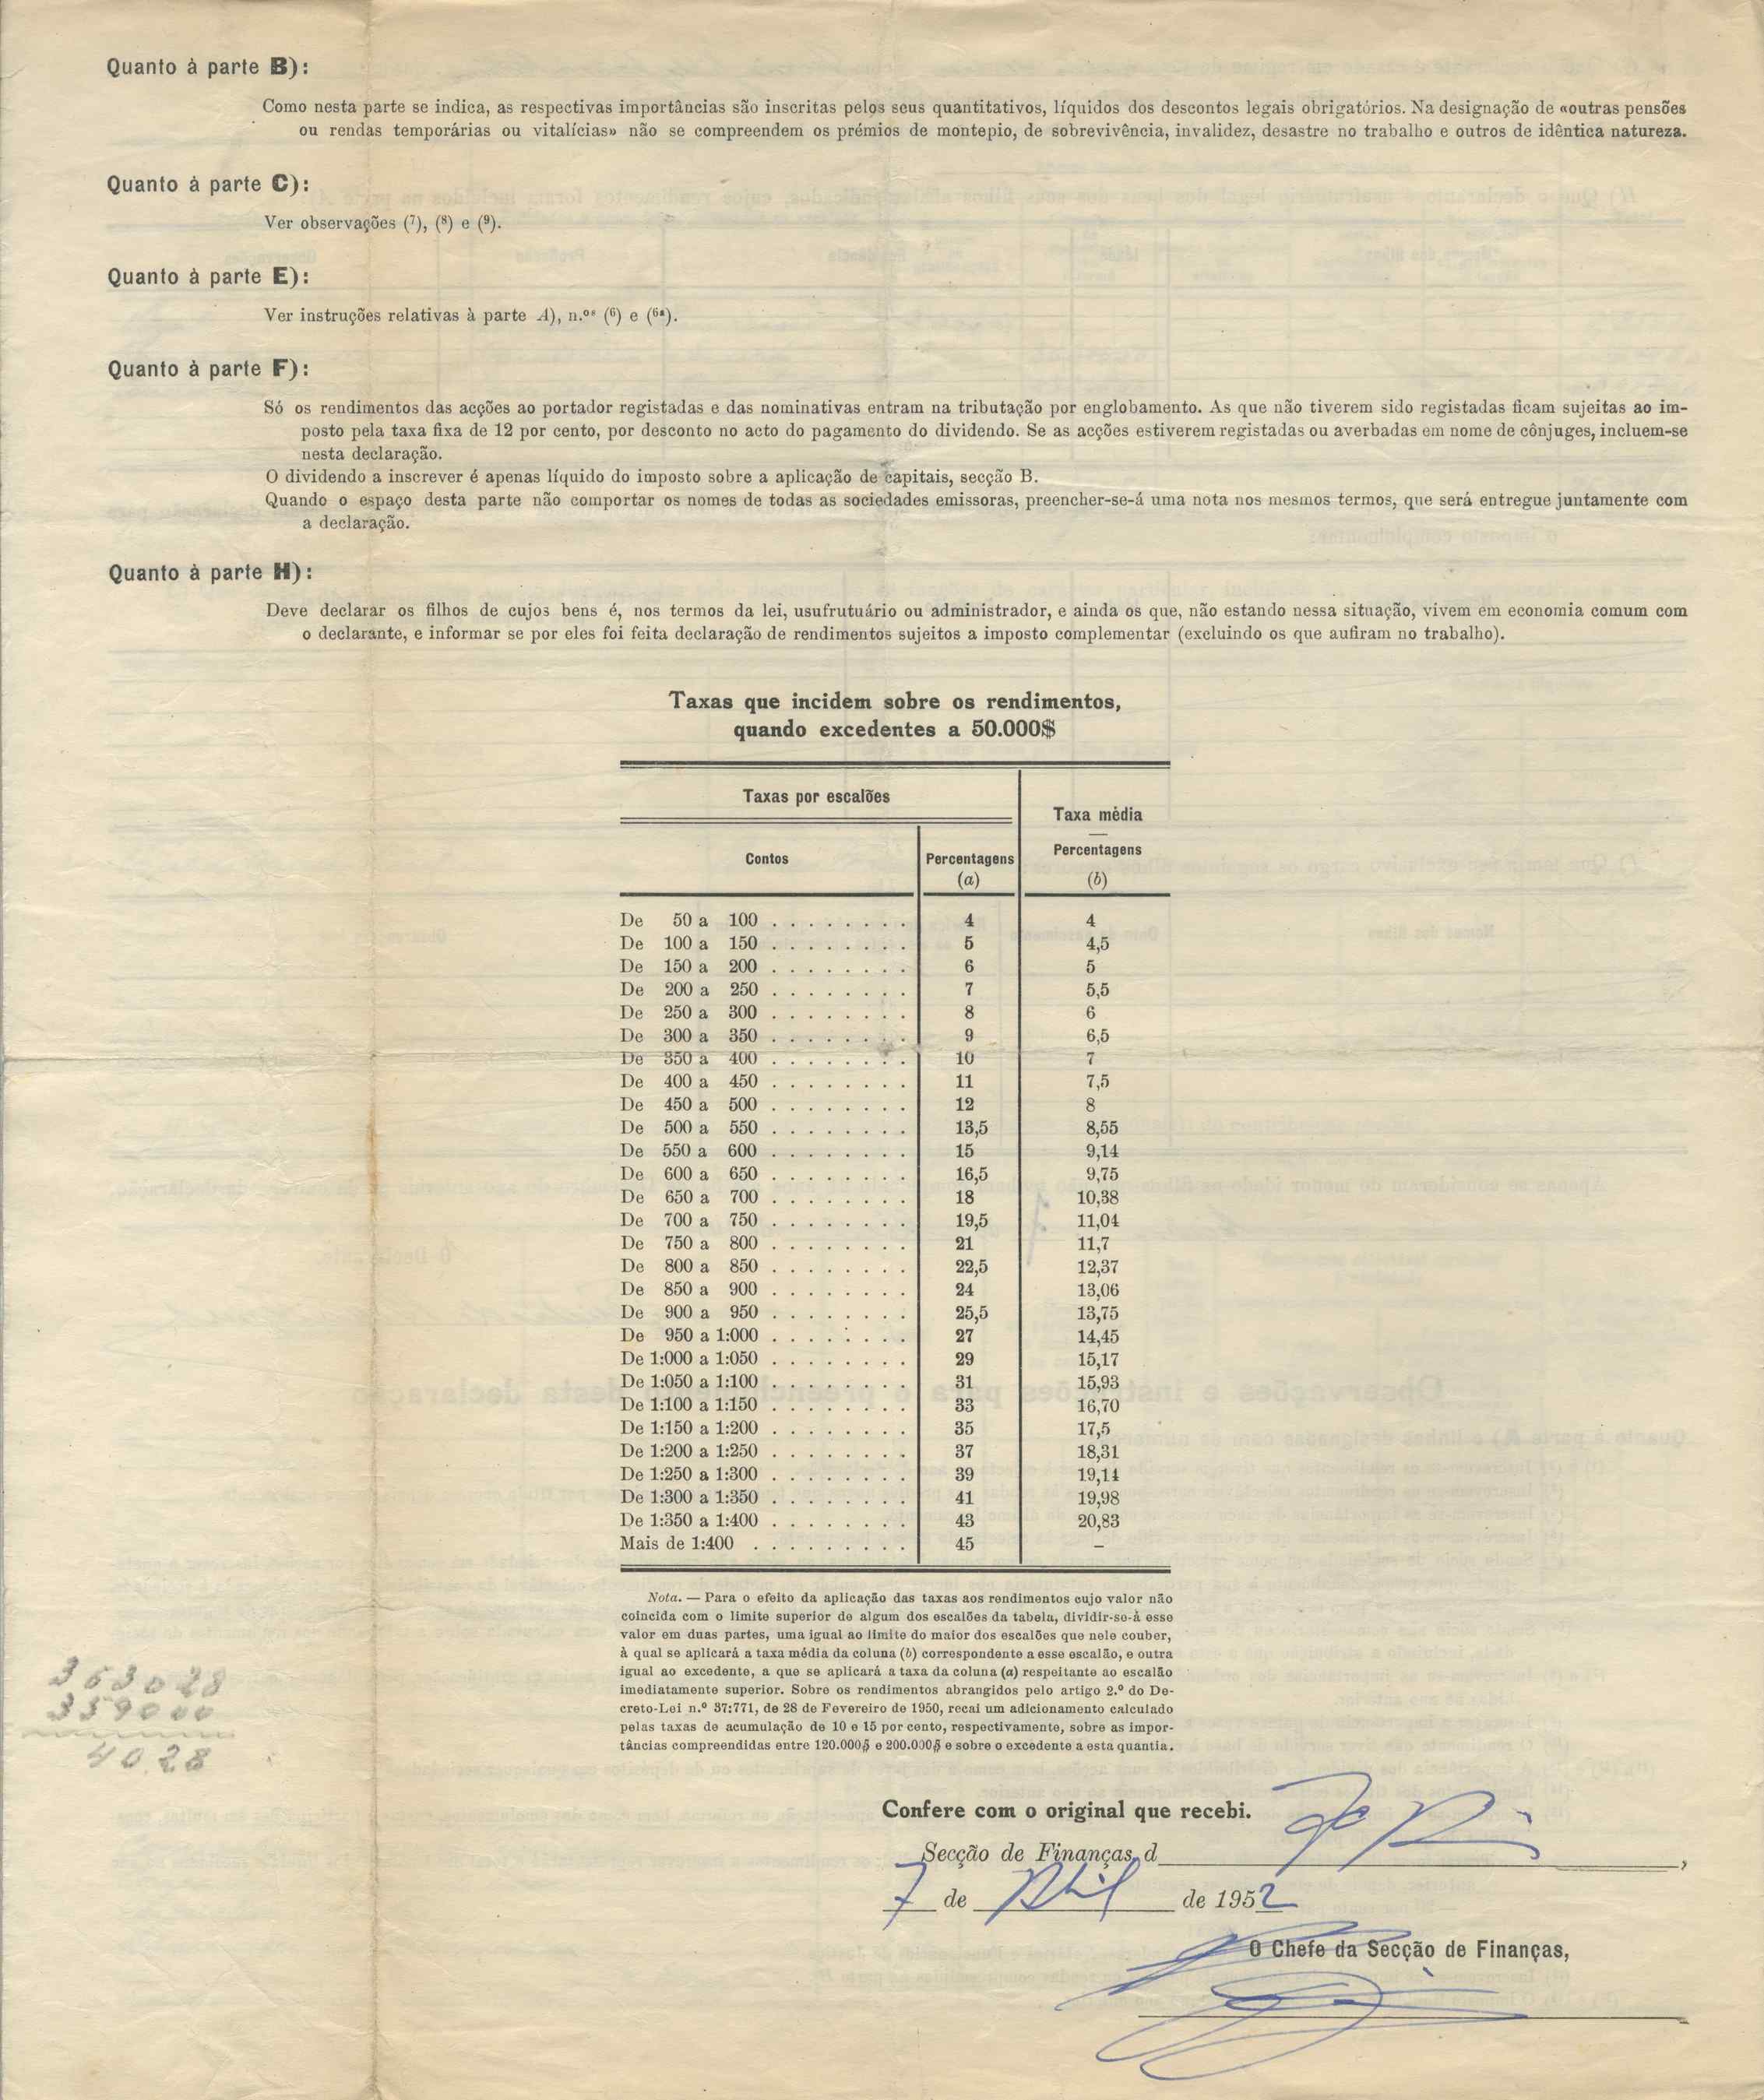 Quanto à parte B):
Como nesta parte se indica, as respectivas importâncias são inscritas pelos seus quantitativos, líquidos dos descontos legais obrigatórios. Na designação de «outras pensões
ou rendas temporárias ou vitalícias» não se compreendem os prémios de montepio, de sobrevivência, invalidez, desastre no trabalho e outros de idêntica natureza.
Quanto à parte C):
Ver observações (⁷), (⁸) e (⁹).
Quanto à parte E):
Ver instruções relativas à parte A), n.ᵒˢ (⁶) e (⁶ᵃ).
Quanto à parte F):
Só os rendimentos das acções ao portador registadas e das nominativas entram na tributação por englobamento. As que não tiverem sido registadas ficam sujeitas ao im-
posto pela taxa fixa de 12 por cento, por desconto no acto do pagamento do dividendo. Se as acções estiverem registadas ou averbadas em nome de cônjuges, incluem-se
nesta declaração.
O dividendo a inscrever é apenas líquido do imposto sobre a aplicação de capitais, secção B.
Quando o espaço desta parte não comportar os nomes de todas as sociedades emissoras, preencher-se-á uma nota nos mesmos termos, que será entregue juntamente com
a declaração.
Quanto à parte H):
Deve declarar os filhos de cujos bens é, nos termos da lei, usufrutuário ou administrador, e ainda os que, não estando nessa situação, vivem em economia comum com
o declarante, e informar se por eles foi feita declaração de rendimentos sujeitos a imposto complementar (excluindo os que aufiram no trabalho).
Taxas que incidem sobre os rendimentos,
quando excedentes a 50.000$
Taxas por escalões
Taxa média
—
Contos Percentagens (a) Percentagens (b)
De 50 a 100 . . . . . . . . 4 4
De 100 a 150 . . . . . . . . 5 4,5
De 150 a 200 . . . . . . . . 6 5
De 200 a 250 . . . . . . . . 7 5,5
De 250 a 300 . . . . . . . . 8 6
De 300 a 350 . . . . . . . . 9 6,5
De 350 a 400 . . . . . . . . 10 7
De 400 a 450 . . . . . . . . 11 7,5
De 450 a 500 . . . . . . . . 12 8
De 500 a 550 . . . . . . . . 13,5 8,55
De 550 a 600 . . . . . . . . 15 9,14
De 600 a 650 . . . . . . . . 16,5 9,75
De 650 a 700 . . . . . . . . 18 10,38
De 700 a 750 . . . . . . . . 19,5 11,04
De 750 a 800 . . . . . . . . 21 11,7
De 800 a 850 . . . . . . . . 22,5 12,37
De 850 a 900 . . . . . . . . 24 13,06
De 900 a 950 . . . . . . . . 25,5 13,75
De 950 a 1:000 . . . . . . . . 27 14,45
De 1:000 a 1:050 . . . . . . . . 29 15,17
De 1:050 a 1:100 . . . . . . . . 31 15,93
De 1:100 a 1:150 . . . . . . . . 33 16,70
De 1:150 a 1:200 . . . . . . . . 35 17,5
De 1:200 a 1:250 . . . . . . . . 37 18,31
De 1:250 a 1:300 . . . . . . . . 39 19,14
De 1:300 a 1:350 . . . . . . . . 41 19,98
De 1:350 a 1:400 . . . . . . . . 43 20,83
Mais de 1:400 . . . . . . . . . 45 –
Nota. — Para o efeito da aplicação das taxas aos rendimentos cujo valor não
coincida com o limite superior de algum dos escalões da tabela, dividir-se-á esse
valor em duas partes, uma igual ao limite do maior dos escalões que nele couber,
à qual se aplicará a taxa média da coluna (b) correspondente a esse escalão, e outra
igual ao excedente, a que se aplicará a taxa da coluna (a) respeitante ao escalão
imediatamente superior. Sobre os rendimentos abrangidos pelo artigo 2.º do De-
creto-Lei n.º 37:771, de 28 de Fevereiro de 1950, recai um adicionamento calculado
pelas taxas de acumulação de 10 e 15 por cento, respectivamente, sobre as impor-
tâncias compreendidas entre 120.000$ e 200.000$ e sobre o excedente a esta quantia.
363028
359000
4028
Confere com o original que recebi.
Secção de Finanças d
7 de Abril de 1952
O Chefe da Secção de Finanças,